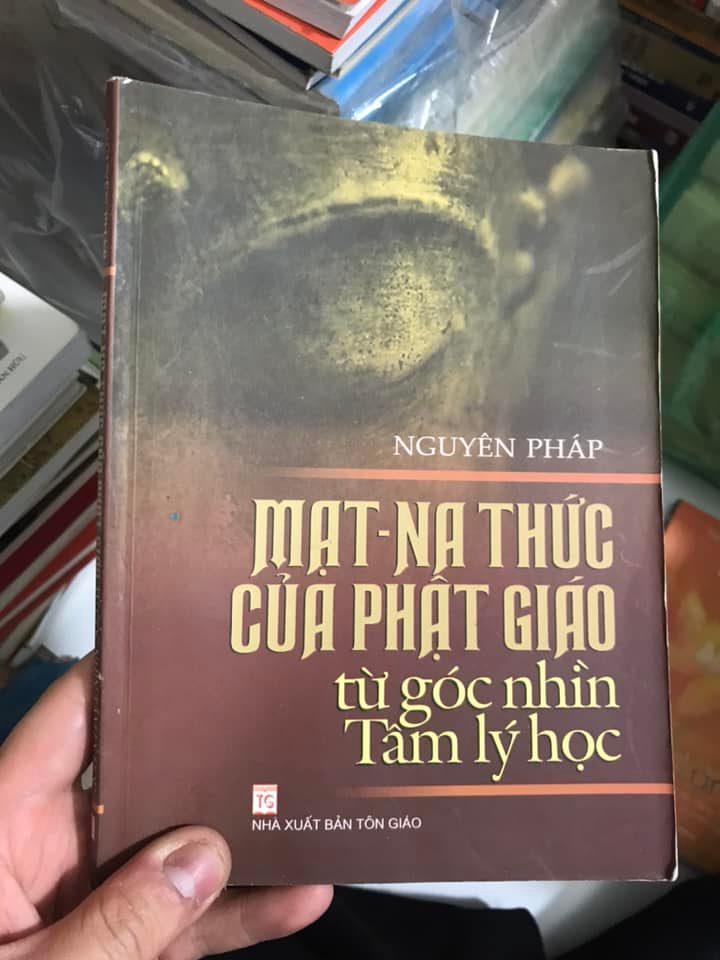 NGUYÊN PHÁP
MẠT-NA THỨC
CỦA PHẬT GIÁO
từ góc nhìn
Tâm lý học
TG
NHÀ XUẤT BẢN TÔN GIÁO